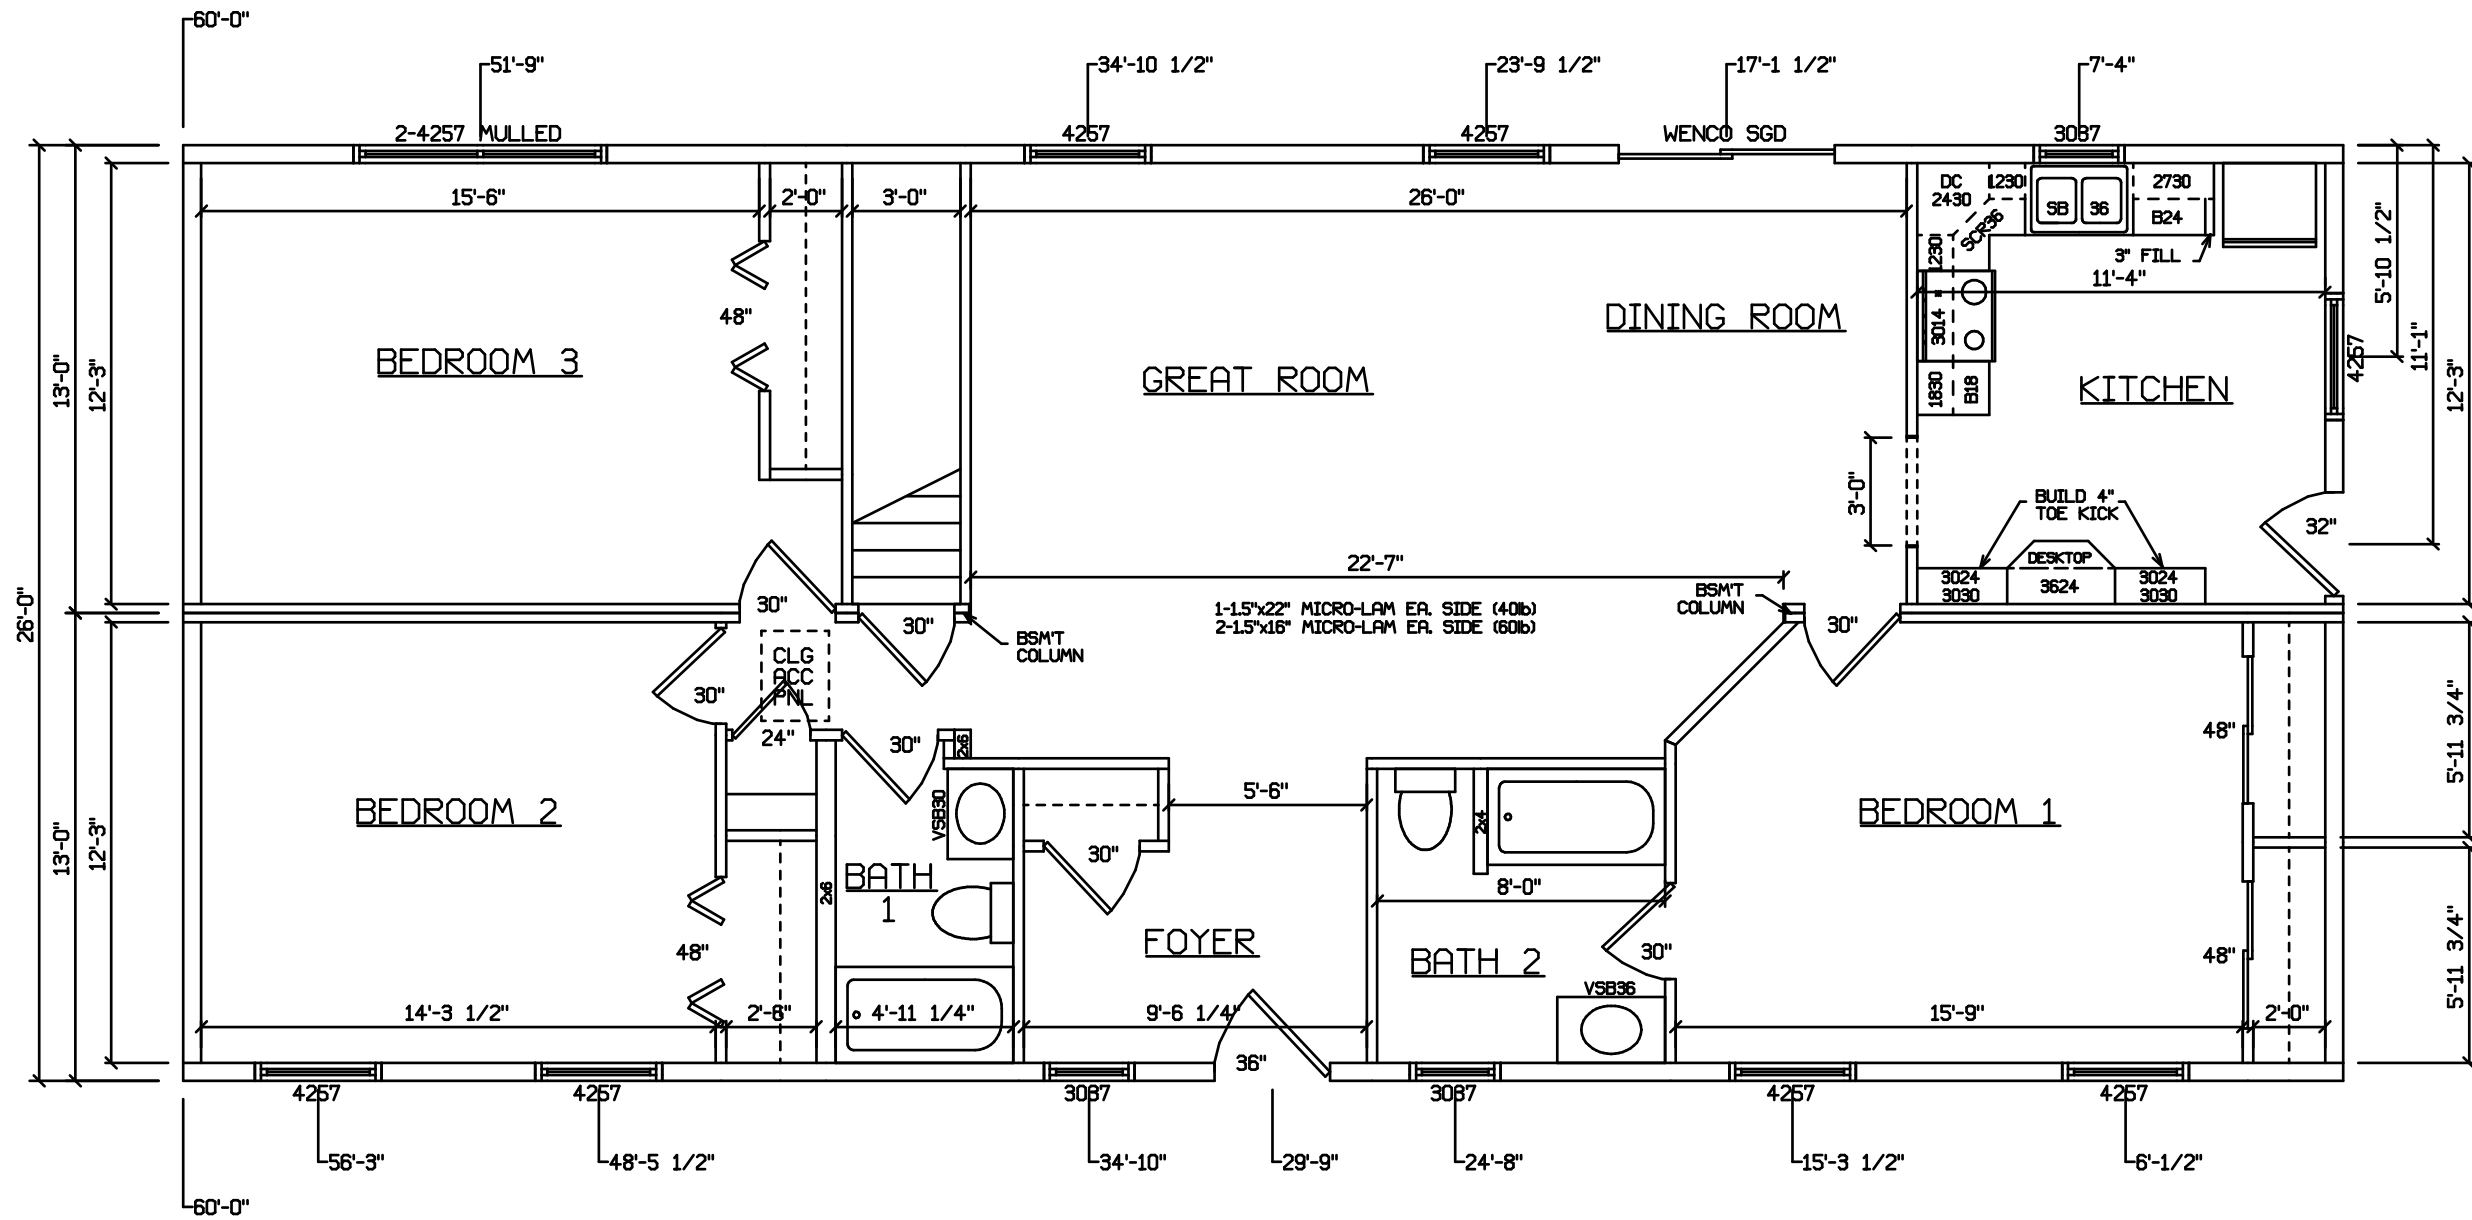 60'-0"
51'-9"
34'-10 1/2"
23'-9 1/2"
17'-1 1/2"
7'-4"
2-4257 MULLED
4257
4257
WENCO SGD
3037
15'-6"
2'-0"
3'-0"
26'-0"
DC
2430
1230
SB 36
2730
B24
SCR36
1230
3" FILL
11'-4"
3014
1830
B18
5'-10 1/2"
11'-1"
12'-3"
4257
48"
BEDROOM 3
GREAT ROOM
DINING ROOM
KITCHEN
13'-0"
12'-3"
26'-0"
3'-0"
BUILD 4"
TOE KICK
32"
DESKTOP
3024
3030
3624
3024
3030
22'-7"
30"
30"
BSM'T
COLUMN
1-1.5"x22" MICRO-LAM EA. SIDE (40lb)
2-1.5"x16" MICRO-LAM EA. SIDE (60lb)
BSM'T
COLUMN
30"
CLG
ACC
PNL
30"
24"
30"
2x6
48"
5'-11 3/4"
5'-6"
BEDROOM 2
VSB30
2x4
BEDROOM 1
13'-0"
12'-3"
BATH
1
2x6
30"
8'-0"
FOYER
BATH 2
30"
48"
48"
5'-11 3/4"
VSB36
14'-3 1/2"
2'-6"
4'-11 1/4"
9'-6 1/4"
15'-9"
2'-0"
36"
4257
4257
3037
3037
4257
4257
56'-3"
48'-5 1/2"
34'-10"
29'-9"
24'-8"
15'-3 1/2"
6'-1/2"
60'-0"